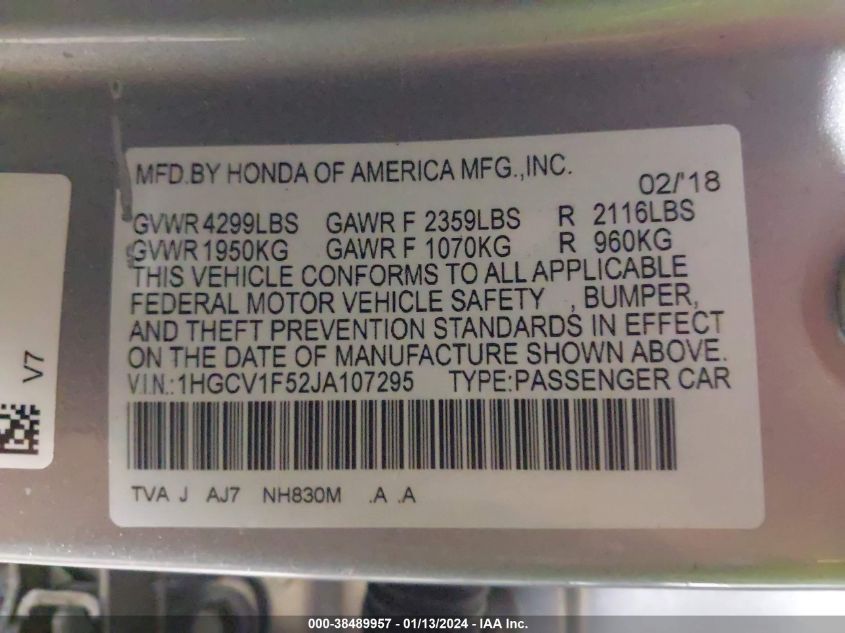 MFD.BY HONDA OF AMERICA MFG.,INC.
02/'18
GVWR 4299LBS GAWR F 2359LBS R 2116LBS
GVWR 1950KG GAWR F 1070KG R 960KG
THIS VEHICLE CONFORMS TO ALL APPLICABLE
FEDERAL MOTOR VEHICLE SAFETY , BUMPER,
AND THEFT PREVENTION STANDARDS IN EFFECT
ON THE DATE OF MANUFACTURE SHOWN ABOVE.
V.I.N.:1HGCV1F52JA107295 TYPE:PASSENGER CAR
TVA J AJ7 NH830M .A .A
V7
000-38489957 - 01/13/2024 - IAA Inc.